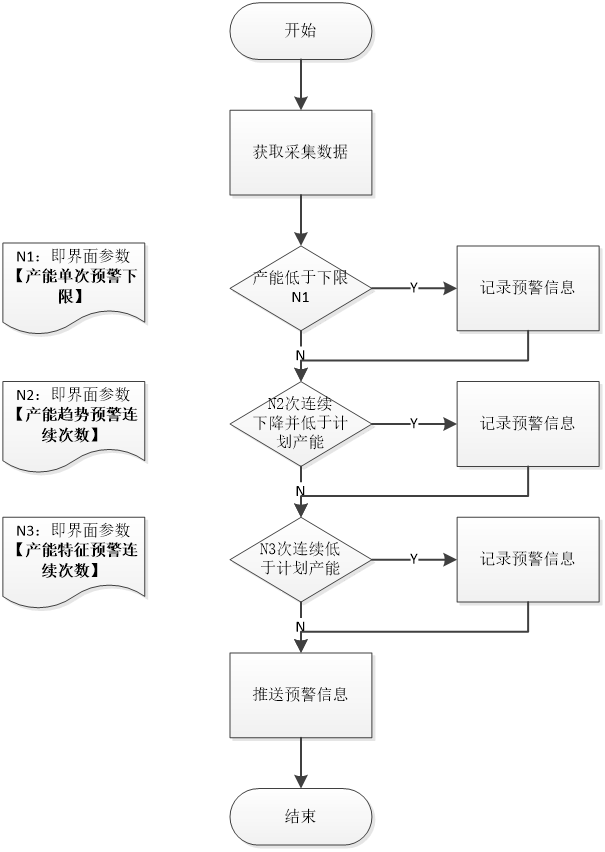 开始
获取采集数据
N1：即界面参数
【产能单次预警下
限】
产能低于下限
N1
Y
记录预警信息
N
N2：即界面参数
【产能趋势预警连
续次数】
N2次连续
下降并低于计
划产能
Y
记录预警信息
N
N3：即界面参数
【产能特征预警连
续次数】
N3次连续低
于计划产能
Y
记录预警信息
N
推送预警信息
结束